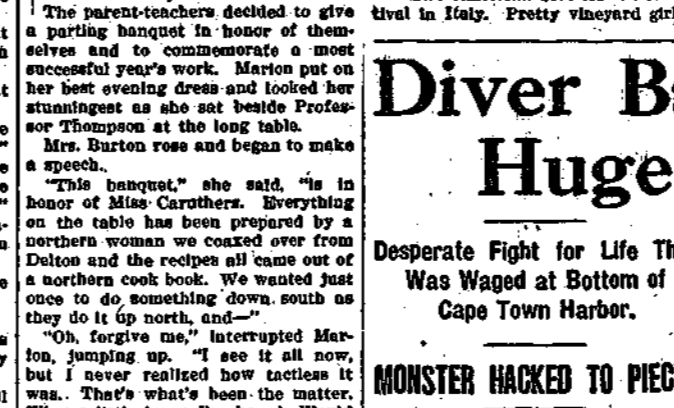 The parent-teachers decided to give
a parting banquet in honor of them-
selves and to commemorate a most
successful year's work. Marion put on
her best evening dress and looked her
stunningest as she sat beside Profes-
sor Thompson at the long table.
Mrs. Burton rose and began to make
a speech.
"This banquet," she said, "is in
honor of Miss Caruthers. Everything
on the table has been prepared by a
northern woman we coaxed over from
Delton and the recipes all came out of
a northern cook book. We wanted just
once to do something down south as
they do it up north, and—"
"Oh, forgive me," interrupted Mar-
ion, jumping up. "I see it all now,
but I never realized how tactless it
was. That's what's been the matter.
tival in Italy. Pretty vineyard girl
Diver B
Huge
Desperate Fight for Life Th
Was Waged at Bottom of
Cape Town Harbor.
MONSTER HACKED TO PIEC